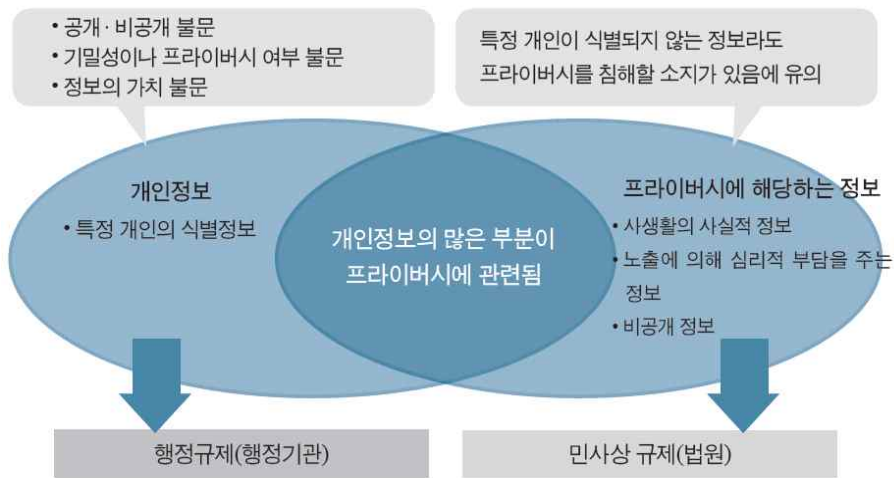 • 공개 · 비공개 불문
• 기밀성이나 프라이버시 여부 불문
• 정보의 가치 불문
특정 개인이 식별되지 않는 정보라도
프라이버시를 침해할 소지가 있음에 유의
개인정보
• 특정 개인의 식별정보
개인정보의 많은 부분이
프라이버시에 관련됨
프라이버시에 해당하는 정보
• 사생활의 사실적 정보
• 노출에 의해 심리적 부담을 주는
정보
• 비공개 정보
행정규제(행정기관)
민사상 규제(법원)